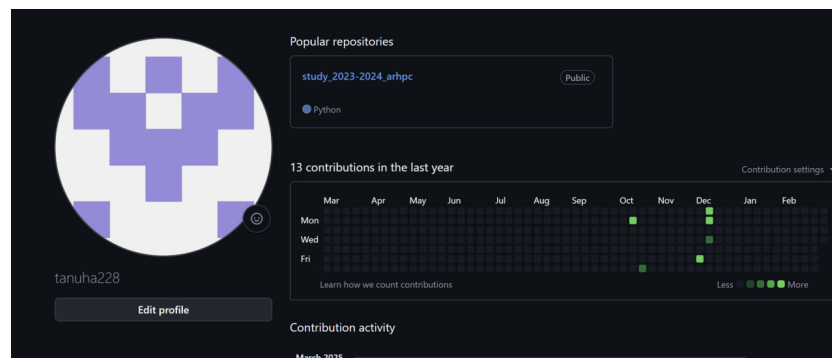 Popular repositories
study_2023-2024_arhpc
Public
Python
13 contributions in the last year
Contribution settings
Mar Apr May Jun Jul Aug Sep Oct Nov Dec Jan Feb
Mon
Wed
Fri
Learn how we count contributions
Less More
tanuha228
Edit profile
Contribution activity
March 2025